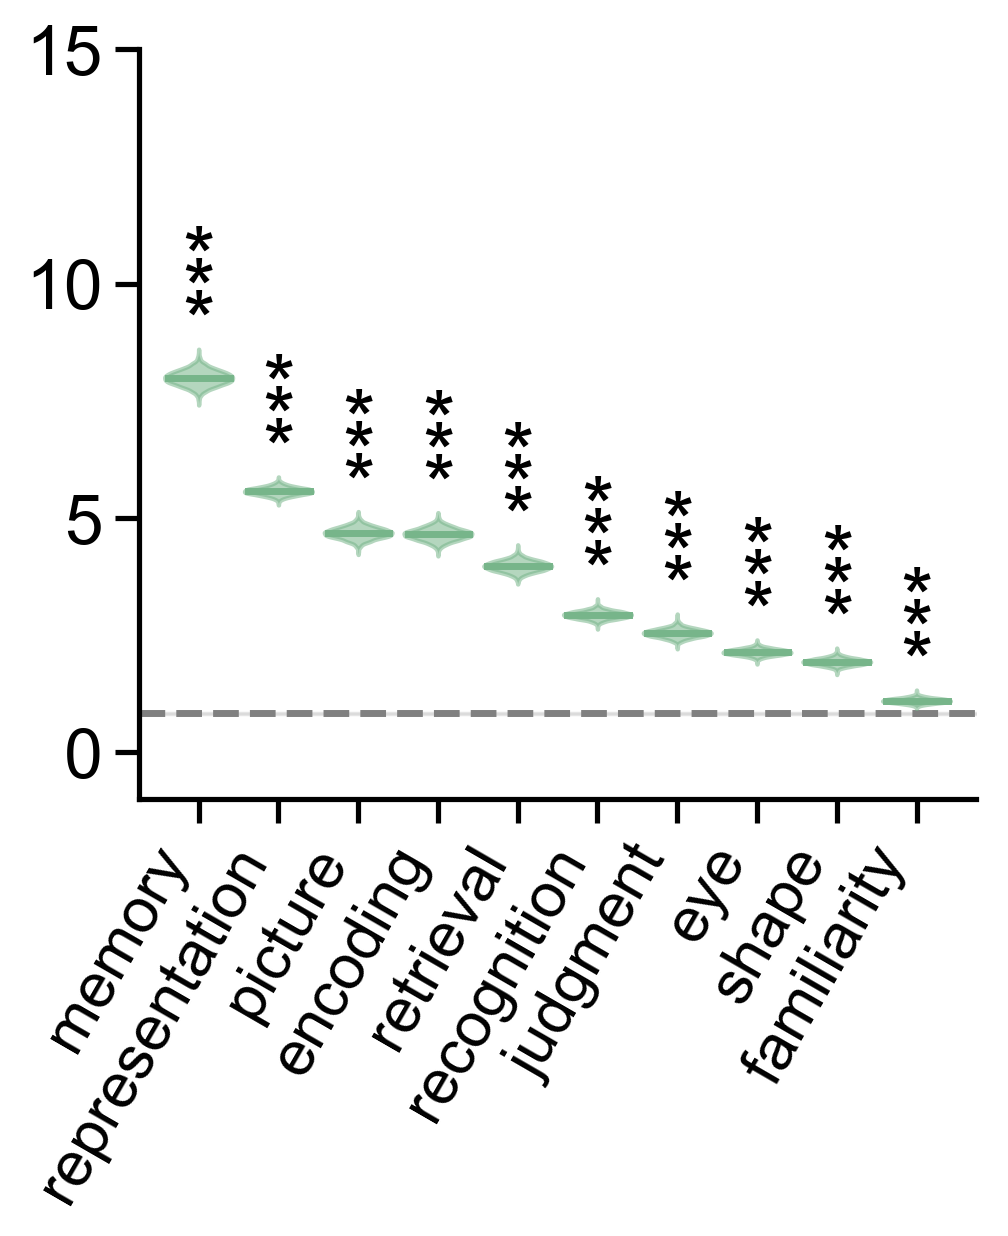 15
10
5
0
***
***
***
***
***
***
***
***
***
***
memory
representation
picture
encoding
retrieval
recognition
judgment
eye
shape
familiarity